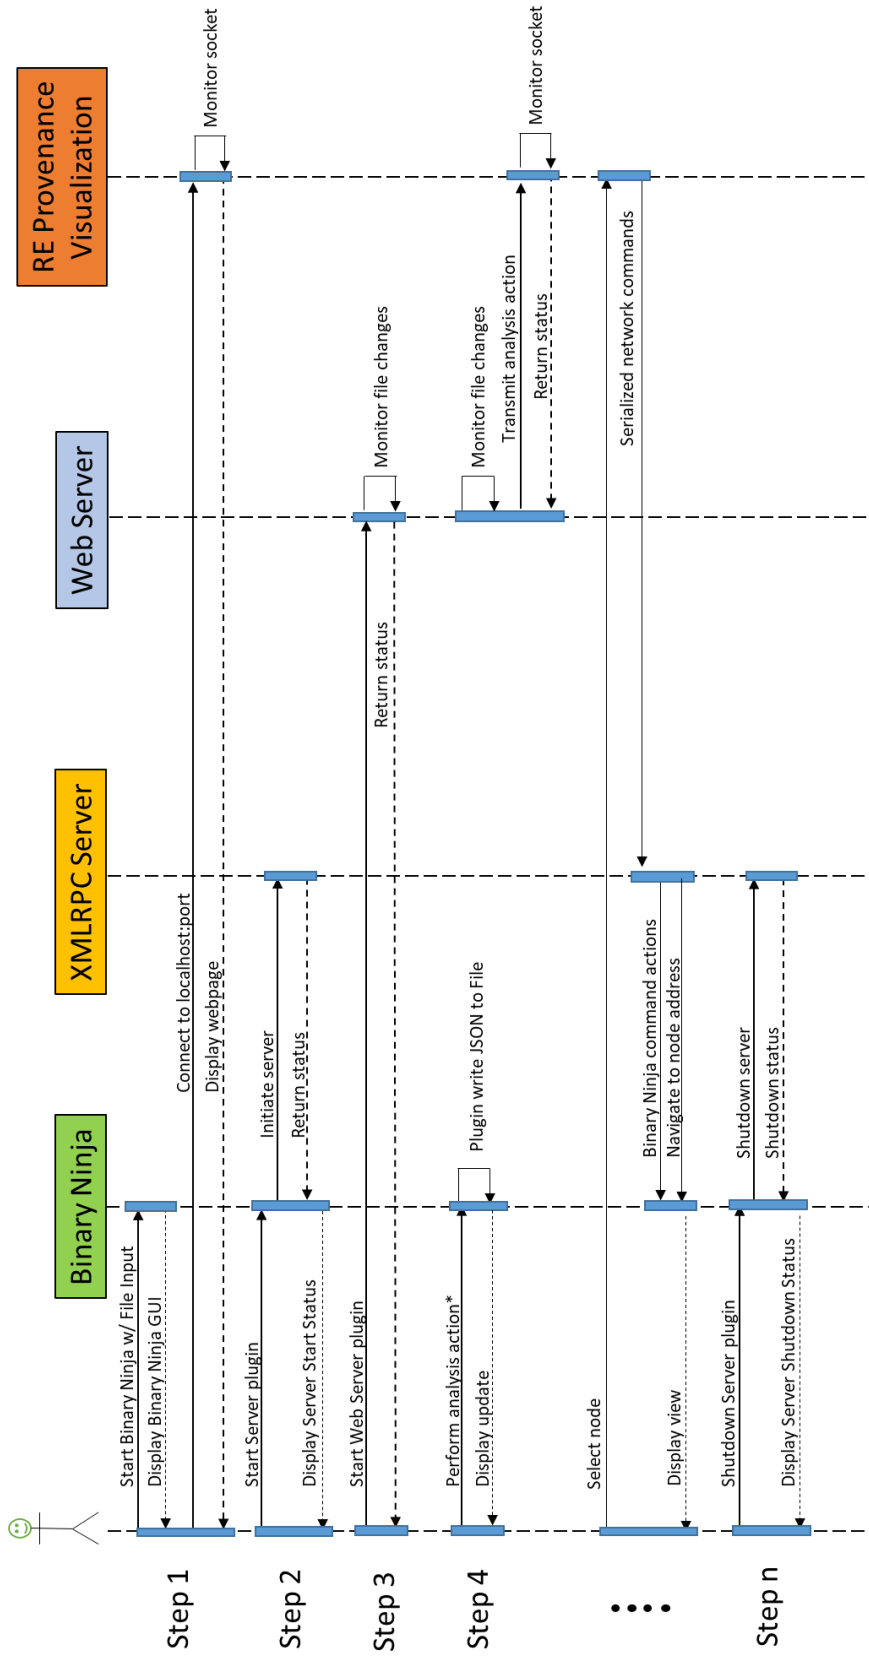 Binary Ninja
XMLRPC Server
Web Server
RE Provenance
Visualization
Step 1
Start Binary Ninja w/ File Input
Display Binary Ninja GUI
Connect to localhost:port
Display webpage
Monitor socket
Step 2
Start Server plugin
Initiate server
Return status
Display Server Start Status
Step 3
Start Web Server plugin
Return status
Monitor file changes
Step 4
Perform analysis action*
Display update
Plugin write JSON to File
Monitor file changes
Transmit analysis action
Return status
Monitor socket
Select node
Serialized network commands
Binary Ninja command actions
Navigate to node address
Display view
Step n
Shutdown Server plugin
Shutdown server
Shutdown status
Display Server Shutdown Status